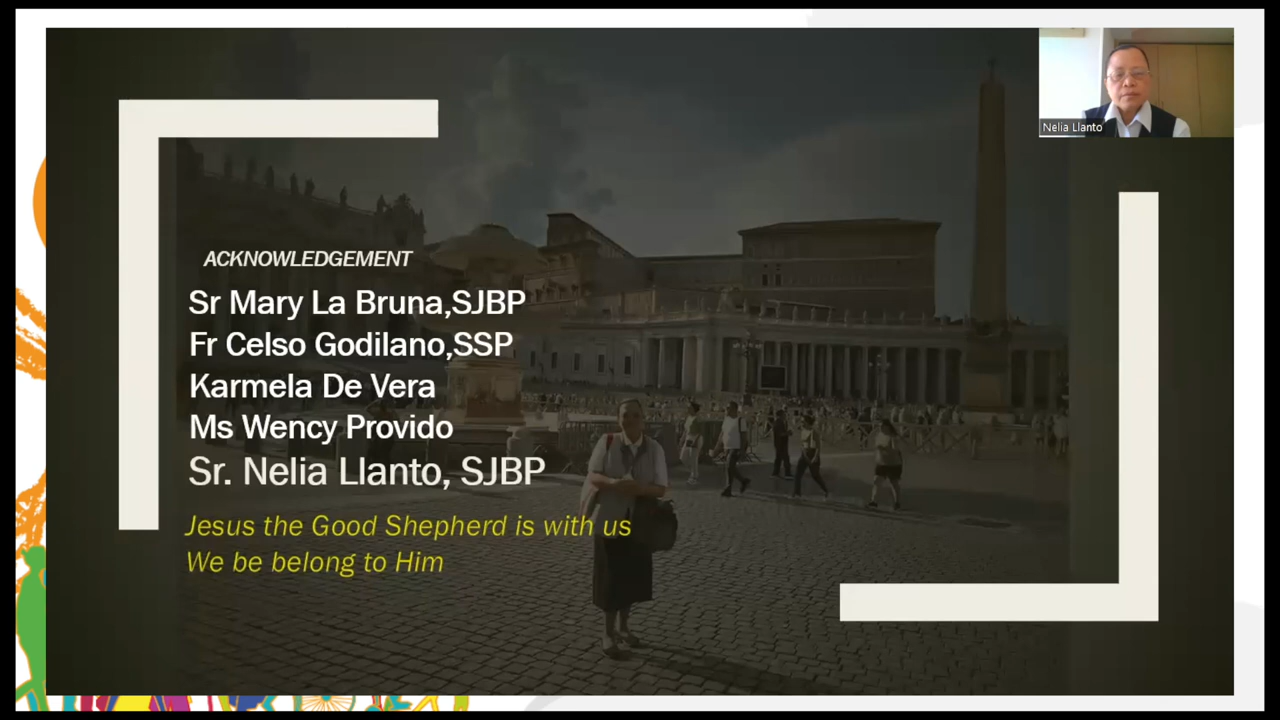 Nelia Llanto
ACKNOWLEDGEMENT
Sr Mary La Bruna,SJBP
Fr Celso Godilano,SSP
Karmela De Vera
Ms Wency Provido
Sr. Nelia Llanto, SJBP
Jesus the Good Shepherd is with us
We be belong to Him